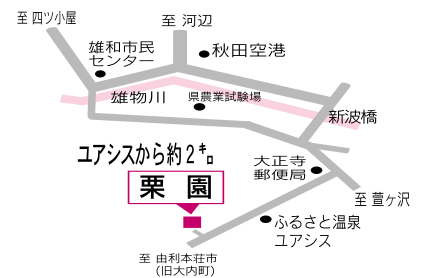 至 四ツ小屋
至 河辺
雄和市民
センター
秋田空港
雄物川
県農業試験場
新波橋
ユアシスから約2㌔
大正寺
郵便局
栗園
至 萱ヶ沢
ふるさと温泉
ユアシス
至 由利本荘市
(旧大内町)